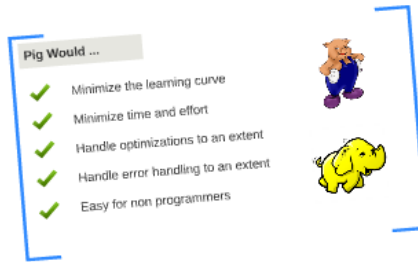 Pig Would ...
Minimize the learning curve
Minimize time and effort
Handle optimizations to an extent
Handle error handling to an extent
Easy for non programmers